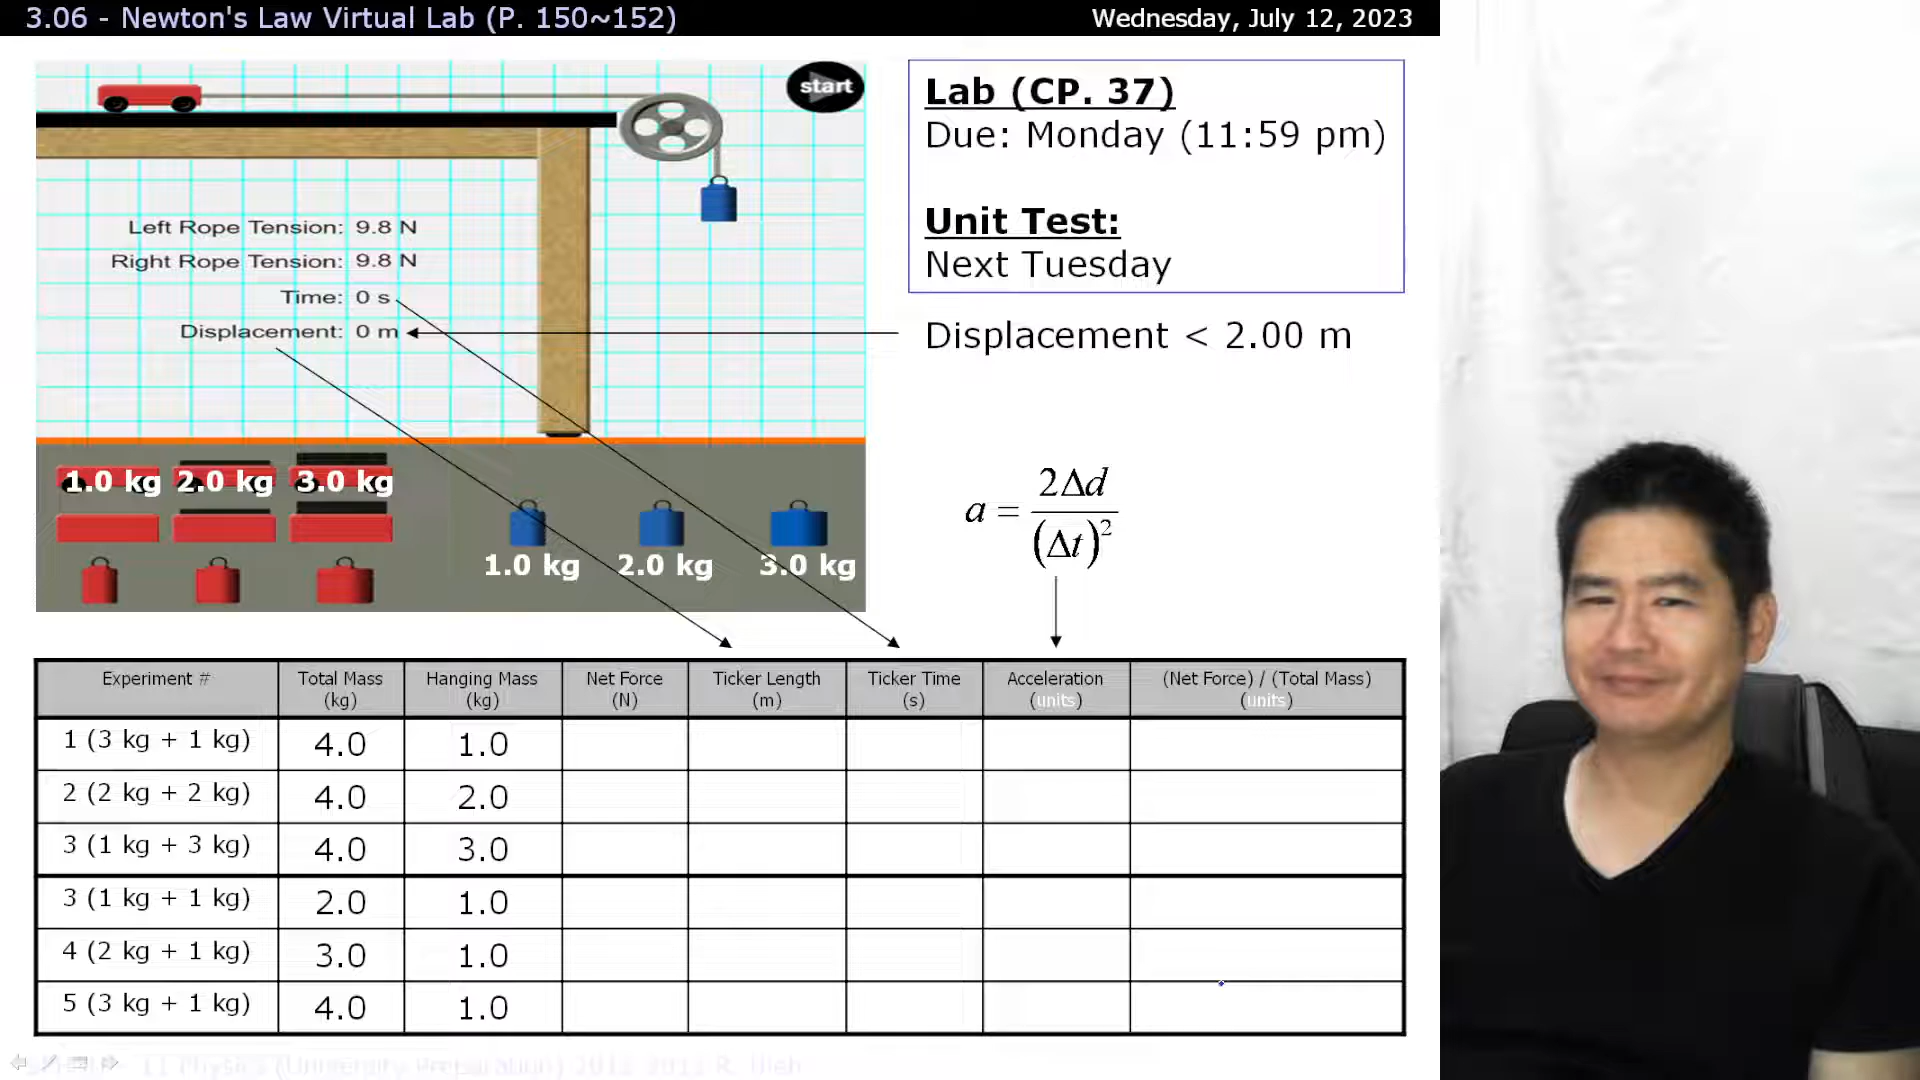 3.06 - Newton's Law Virtual Lab (P. 150~152)
Wednesday, July 12, 2023
start
Left Rope Tension: 9.8 N
Right Rope Tension: 9.8 N
Time: 0 s
Displacement: 0 m
1.0 kg 2.0 kg 3.0 kg
1.0 kg 2.0 kg 3.0 kg
Lab (CP. 37)
Due: Monday (11:59 pm)
Unit Test:
Next Tuesday
Displacement < 2.00 m
a = 2Δd / (Δt)²
Experiment # Total Mass (kg) Hanging Mass (kg) Net Force (N) Ticker Length (m) Ticker Time (s) Acceleration (units) (Net Force) / (Total Mass) (units)
1 (3 kg + 1 kg) 4.0 1.0
2 (2 kg + 2 kg) 4.0 2.0
3 (1 kg + 3 kg) 4.0 3.0
3 (1 kg + 1 kg) 2.0 1.0
4 (2 kg + 1 kg) 3.0 1.0
5 (3 kg + 1 kg) 4.0 1.0
11 Physics (University Preparation)